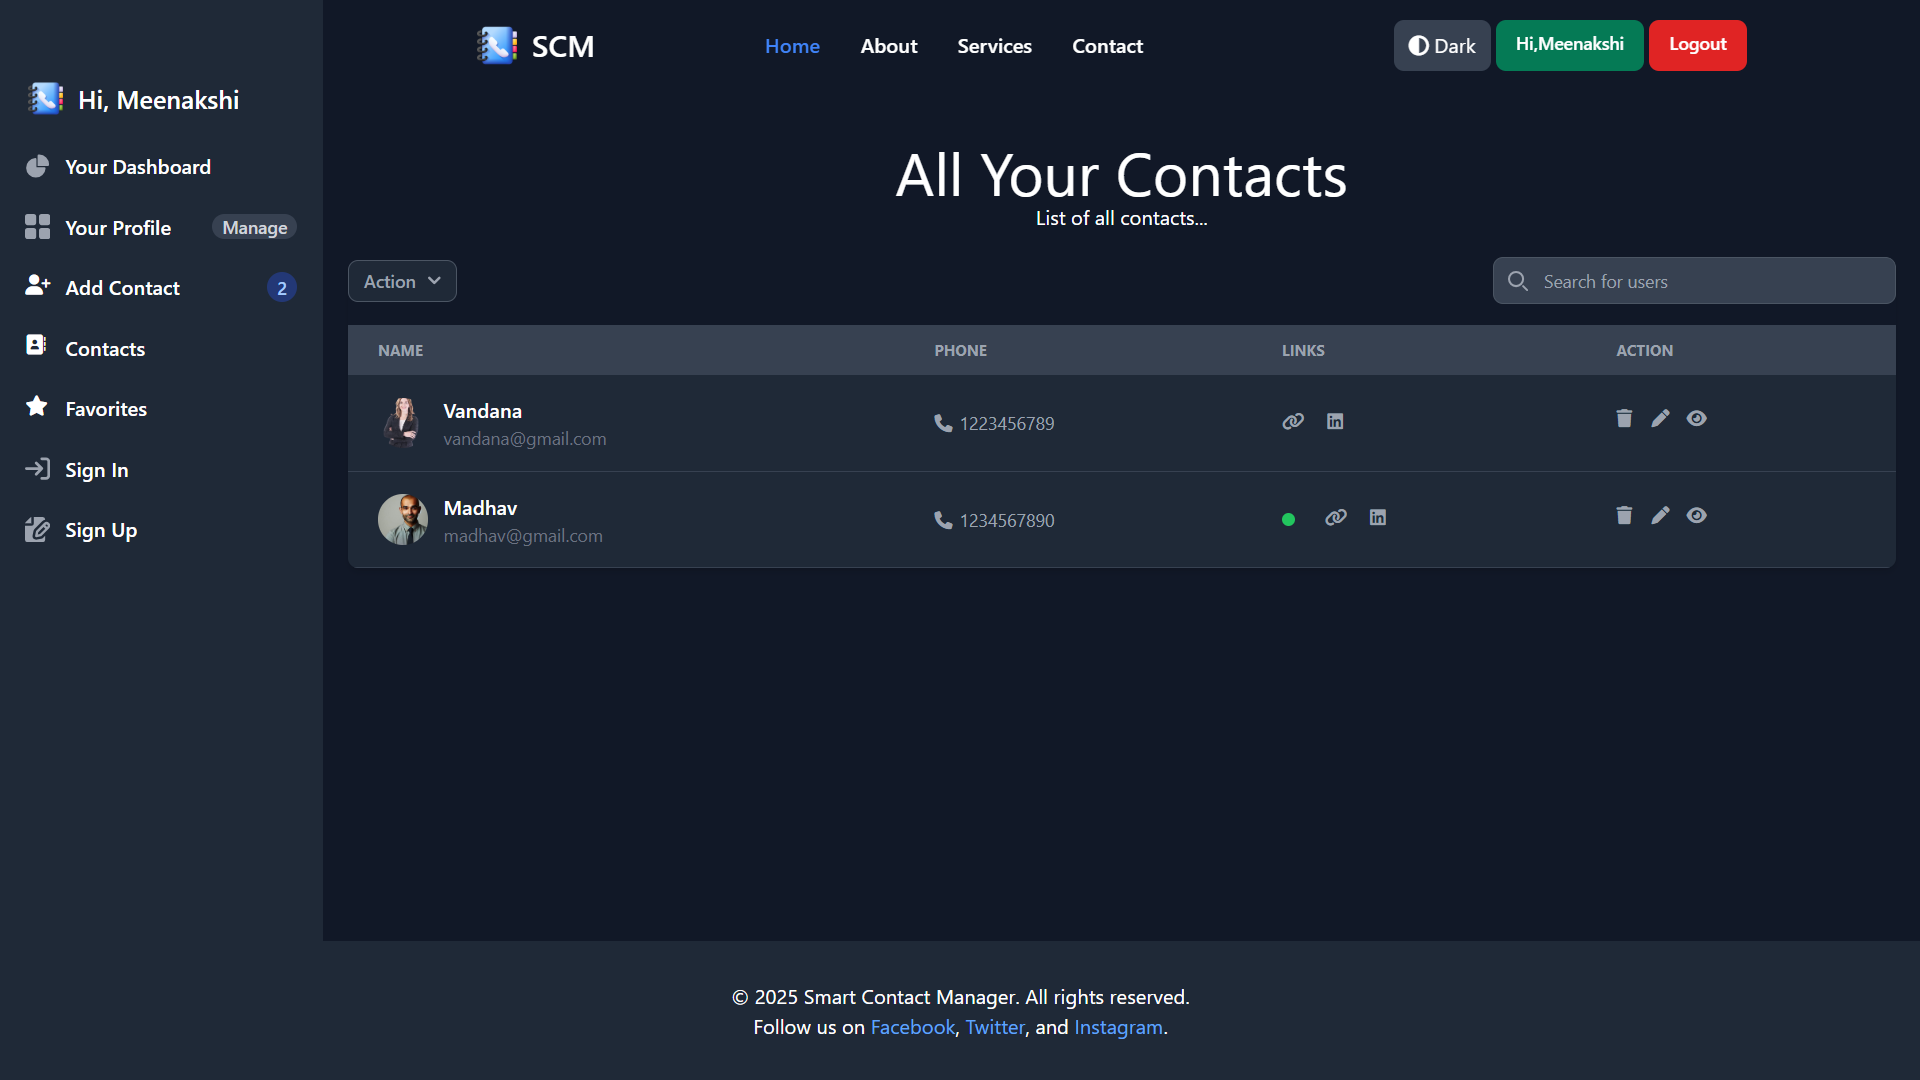 SCM
Home About Services Contact
Dark Hi,Meenakshi Logout
Hi, Meenakshi
Your Dashboard
Your Profile Manage
Add Contact 2
Contacts
Favorites
Sign In
Sign Up
All Your Contacts
List of all contacts...
Action Search for users
NAME PHONE LINKS ACTION
Vandana
vandana@gmail.com
1223456789
Madhav
madhav@gmail.com
1234567890
© 2025 Smart Contact Manager. All rights reserved.
Follow us on Facebook, Twitter, and Instagram.